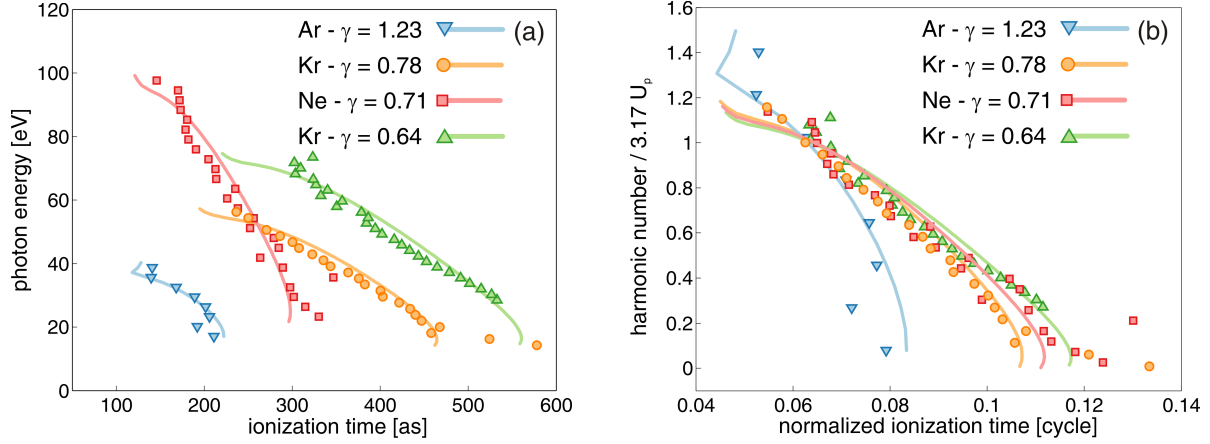 120
100
80
60
40
20
0
photon energy [eV]
Ar - γ = 1.23
Kr - γ = 0.78
Ne - γ = 0.71
Kr - γ = 0.64
(a)
100 200 300 400 500 600
ionization time [as]
1.6
1.4
1.2
1
0.8
0.6
0.4
0.2
0
harmonic number / 3.17 Up
Ar - γ = 1.23
Kr - γ = 0.78
Ne - γ = 0.71
Kr - γ = 0.64
(b)
0.04 0.06 0.08 0.1 0.12 0.14
normalized ionization time [cycle]